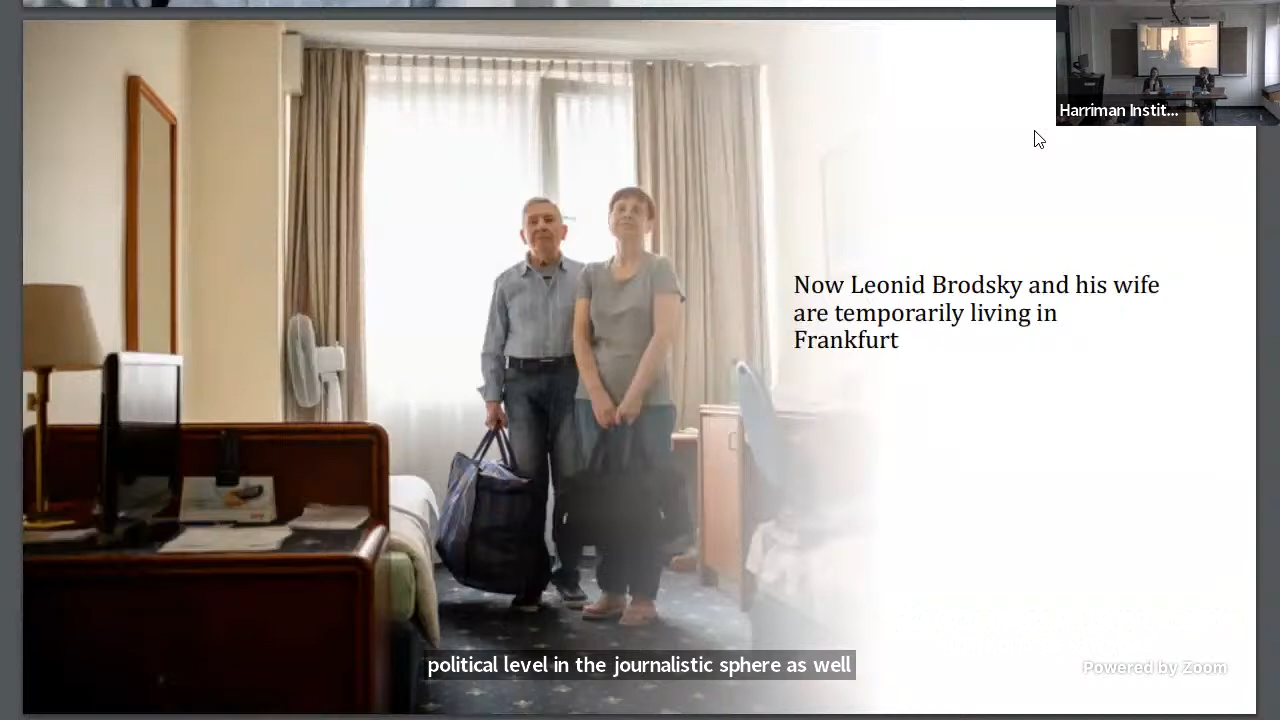 Harriman Instit...
Now Leonid Brodsky and his wife
are temporarily living in
Frankfurt
political level in the journalistic sphere as well
Powered by Zoom